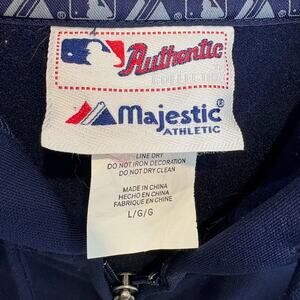 Authentic
COLLECTION
Majestic
ATHLETIC
LINE DRY
DO NOT IRON DECORATION
DO NOT DRY CLEAN
MADE IN CHINA
HECHO EN CHINA
FABRIQUE EN CHINE
L/G/G